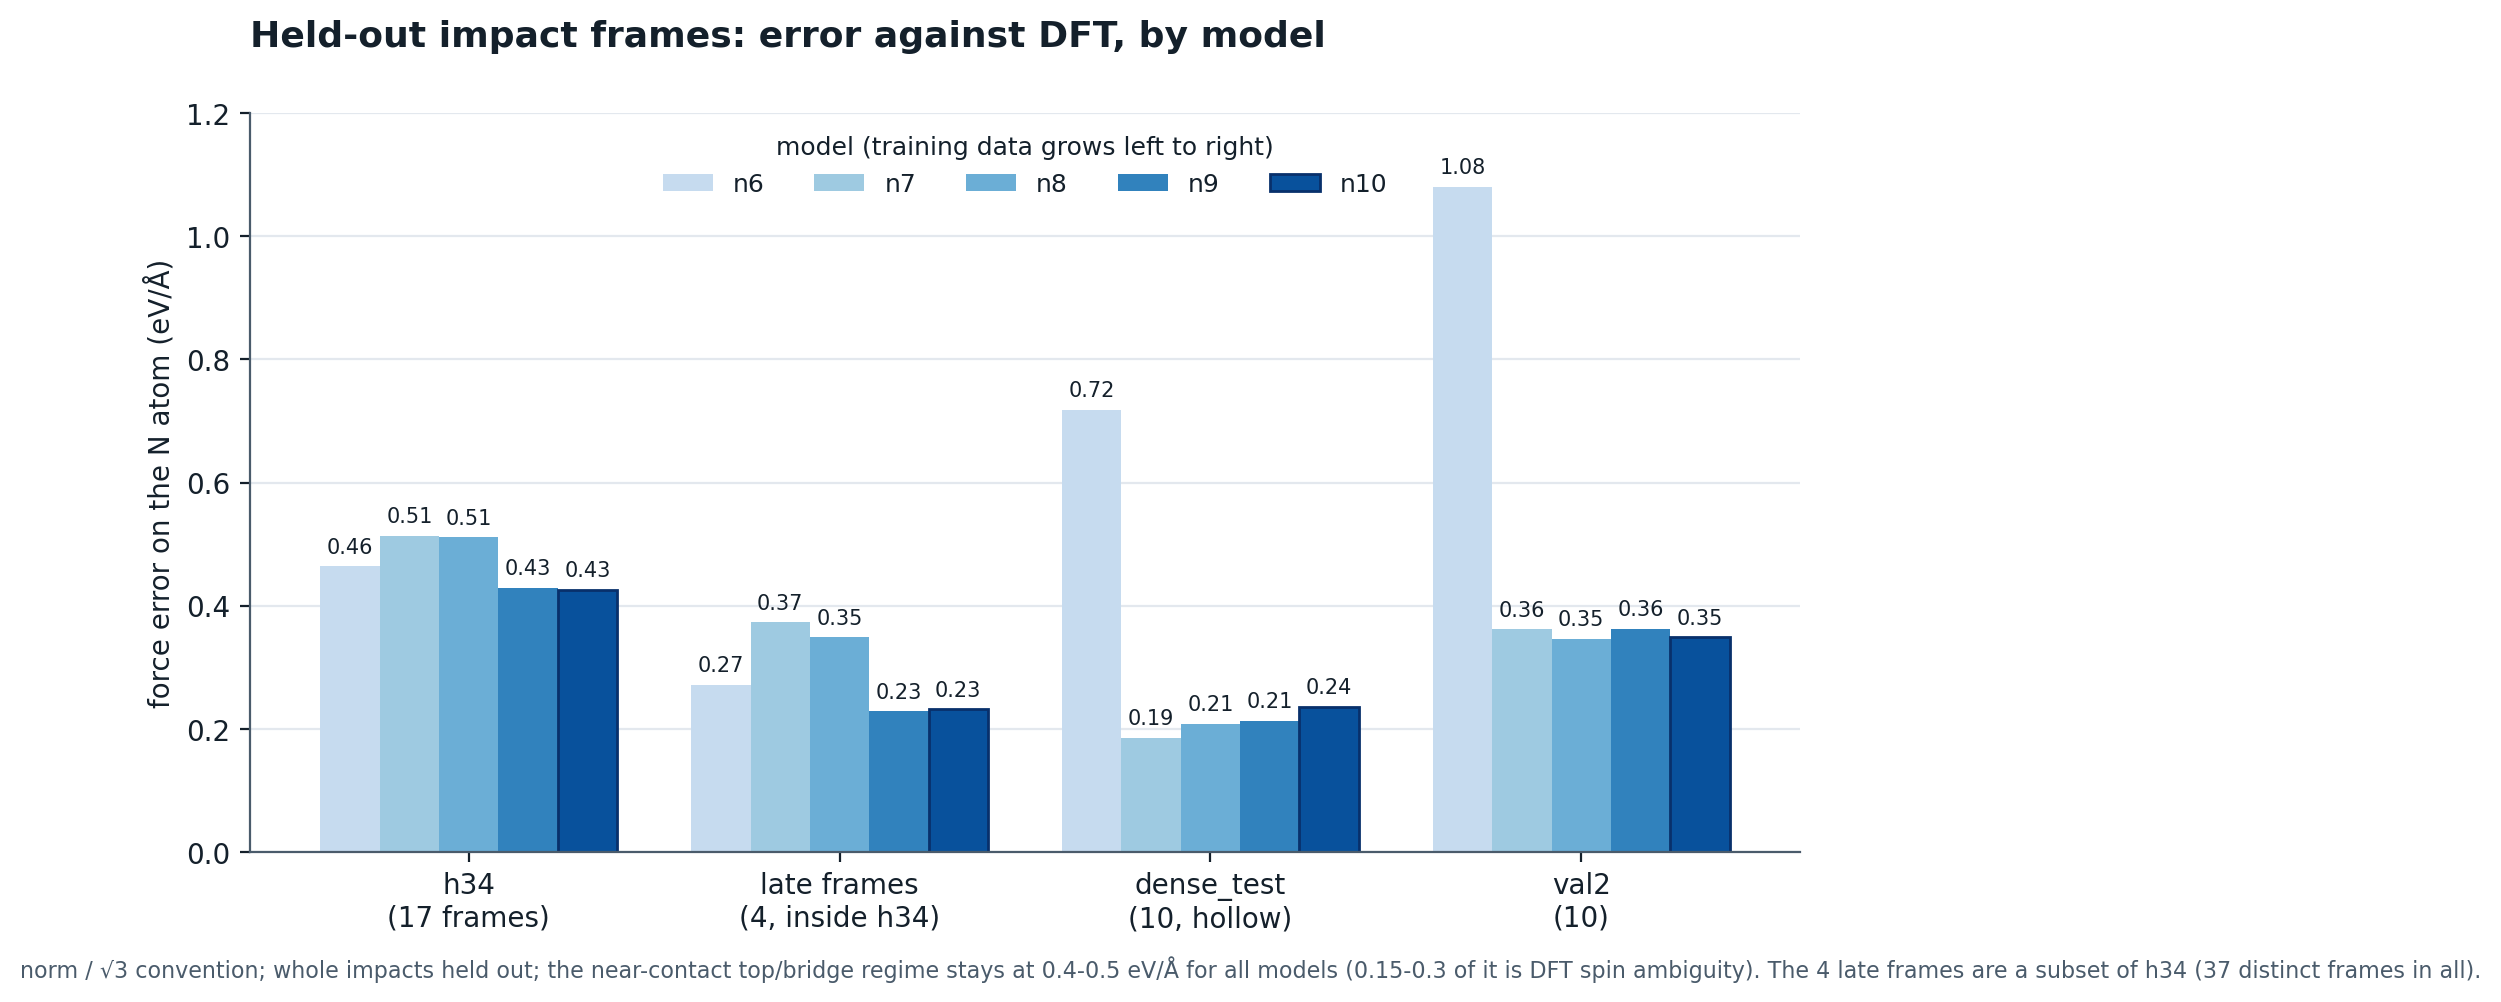 Held-out impact frames: error against DFT, by model
model (training data grows left to right)
n6 n7 n8 n9 n10
force error on the N atom (eV/Å)
1.2
1.0
0.8
0.6
0.4
0.2
0.0
0.46 0.51 0.51 0.43 0.43
0.27 0.37 0.35 0.23 0.23
0.72 0.19 0.21 0.21 0.24
1.08 0.36 0.35 0.36 0.35
h34
(17 frames)
late frames
(4, inside h34)
dense_test
(10, hollow)
val2
(10)
norm / √3 convention; whole impacts held out; the near-contact top/bridge regime stays at 0.4-0.5 eV/Å for all models (0.15-0.3 of it is DFT spin ambiguity). The 4 late frames are a subset of h34 (37 distinct frames in all).